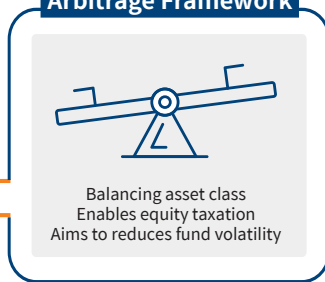 Arbitrage Framework
Balancing asset class
Enables equity taxation
Aims to reduces fund volatility